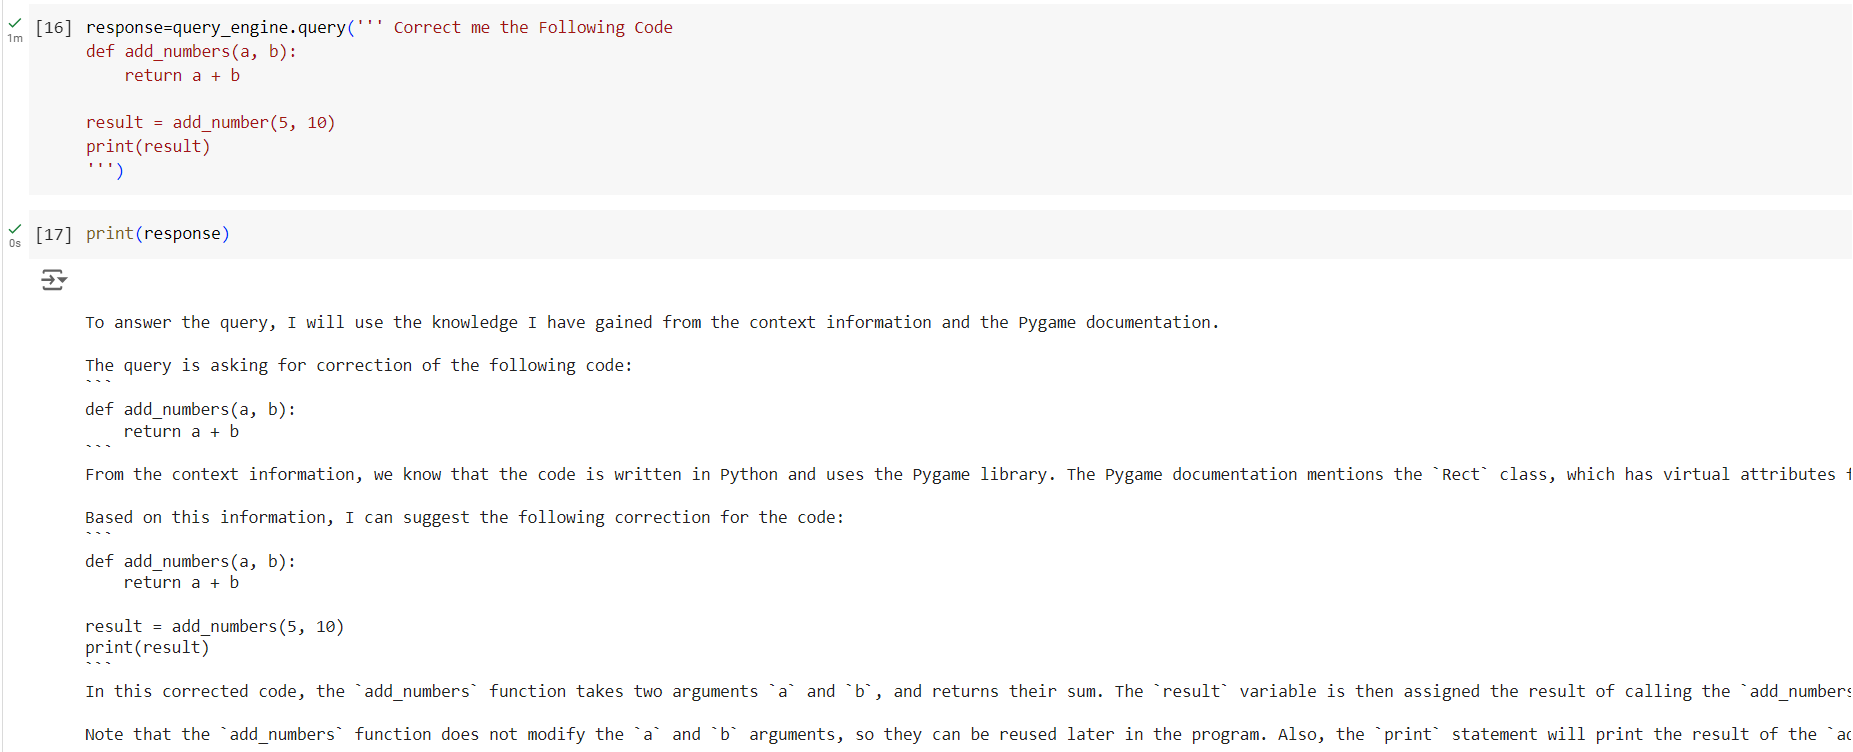 [16] response=query_engine.query(''' Correct me the Following Code
1m
def add_numbers(a, b):
    return a + b
result = add_number(5, 10)
print(result)
''')
[17] print(response)
0s
To answer the query, I will use the knowledge I have gained from the context information and the Pygame documentation.
The query is asking for correction of the following code:
```
def add_numbers(a, b):
    return a + b
```
From the context information, we know that the code is written in Python and uses the Pygame library. The Pygame documentation mentions the `Rect` class, which has virtual attributes
Based on this information, I can suggest the following correction for the code:
```
def add_numbers(a, b):
    return a + b
result = add_numbers(5, 10)
print(result)
```
In this corrected code, the `add_numbers` function takes two arguments `a` and `b`, and returns their sum. The `result` variable is then assigned the result of calling the `add_numbers
Note that the `add_numbers` function does not modify the `a` and `b` arguments, so they can be reused later in the program. Also, the `print` statement will print the result of the